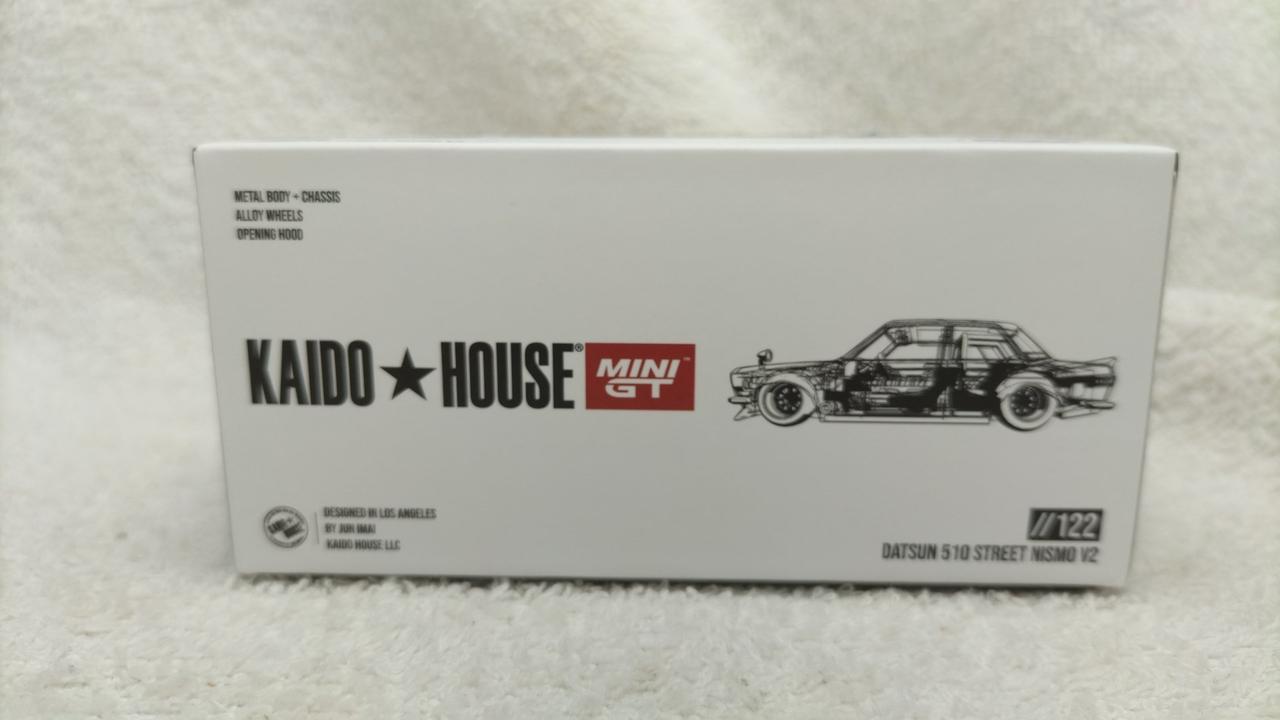 METAL BODY + CHASSIS
ALLOY WHEELS
OPENING HOOD
KAIDO★HOUSE® MINI GT™
DESIGNED IN LOS ANGELES
BY JUN IMAI
KAIDO HOUSE LLC
//122
DATSUN 510 STREET NISMO V2